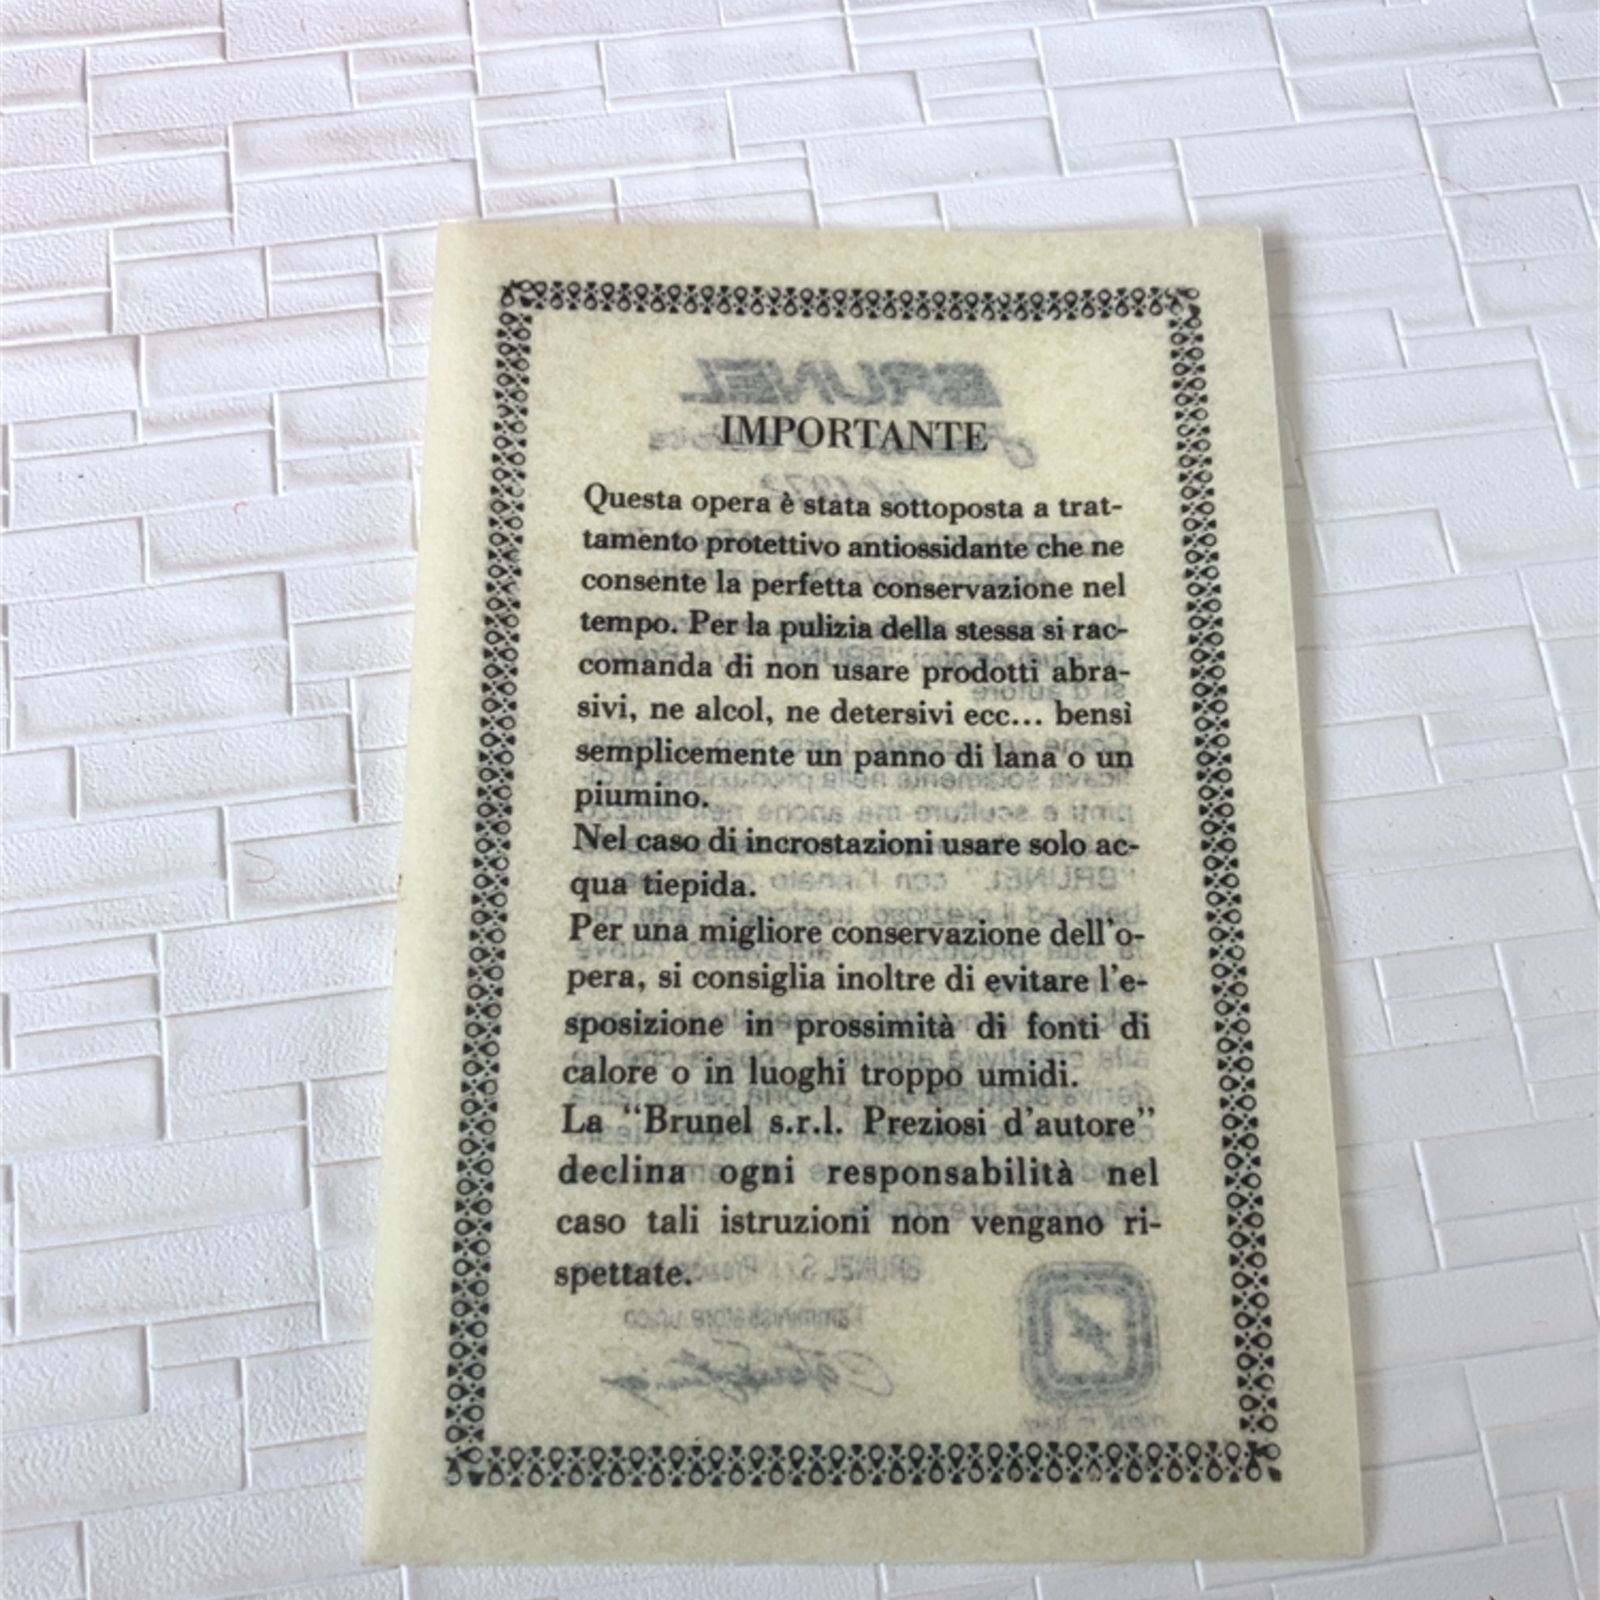 BRUNEL
IMPORTANTE
Questa opera è stata sottoposta a trat-
tamento protettivo antiossidante che ne
consente la perfetta conservazione nel
tempo. Per la pulizia della stessa si rac-
comanda di non usare prodotti abra-
sivi, ne alcol, ne detersivi ecc... bensì
semplicemente un panno di lana o un
piumino.
Nel caso di incrostazioni usare solo ac-
qua tiepida.
Per una migliore conservazione dell'o-
pera, si consiglia inoltre di evitare l'e-
sposizione in prossimità di fonti di
calore o in luoghi troppo umidi.
La "Brunel s.r.l. Preziosi d'autore"
declina ogni responsabilità nel
caso tali istruzioni non vengano ri-
spettate.